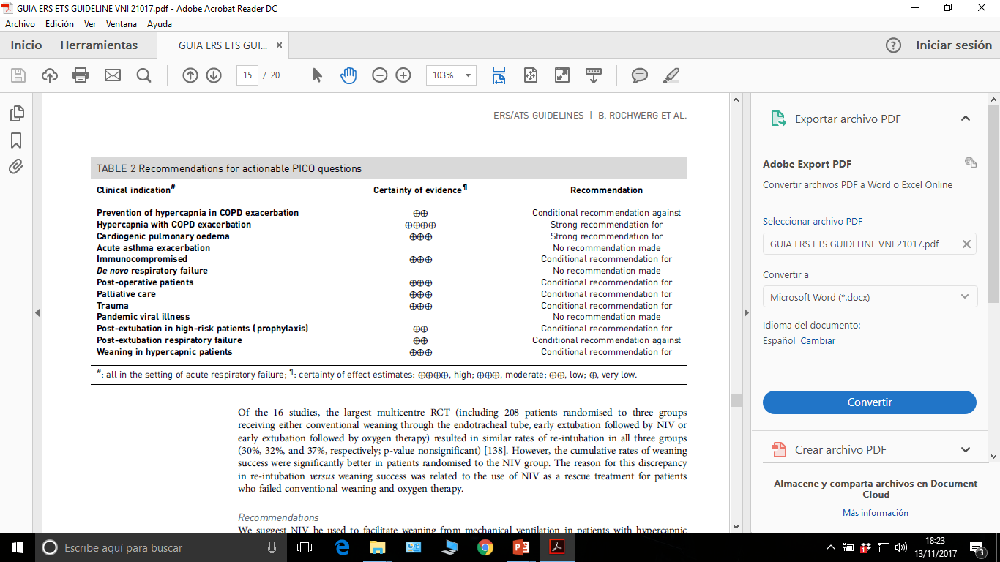 GUIA ERS ETS GUIDELINE VNI 21017.pdf - Adobe Acrobat Reader DC
Archivo Edición Ver Ventana Ayuda
Inicio Herramientas GUIA ERS ETS GUI... × Iniciar sesión
15 / 20 103%
ERS/ATS GUIDELINES | B. ROCHWERG ET AL.
TABLE 2 Recommendations for actionable PICO questions
Clinical indication# Certainty of evidence¶ Recommendation
Prevention of hypercapnia in COPD exacerbation ⊕⊕ Conditional recommendation against
Hypercapnia with COPD exacerbation ⊕⊕⊕⊕ Strong recommendation for
Cardiogenic pulmonary oedema ⊕⊕⊕ Strong recommendation for
Acute asthma exacerbation No recommendation made
Immunocompromised ⊕⊕⊕ Conditional recommendation for
De novo respiratory failure No recommendation made
Post-operative patients ⊕⊕⊕ Conditional recommendation for
Palliative care ⊕⊕⊕ Conditional recommendation for
Trauma ⊕⊕⊕ Conditional recommendation for
Pandemic viral illness No recommendation made
Post-extubation in high-risk patients (prophylaxis) ⊕⊕ Conditional recommendation for
Post-extubation respiratory failure ⊕⊕ Conditional recommendation against
Weaning in hypercapnic patients ⊕⊕⊕ Conditional recommendation for
#: all in the setting of acute respiratory failure; ¶: certainty of effect estimates: ⊕⊕⊕⊕, high; ⊕⊕⊕, moderate; ⊕⊕, low; ⊕, very low.
Of the 16 studies, the largest multicentre RCT (including 208 patients randomised to three groups
receiving either conventional weaning through the endotracheal tube, early extubation followed by NIV or
early extubation followed by oxygen therapy) resulted in similar rates of re-intubation in all three groups
(30%, 32%, and 37%, respectively; p-value nonsignificant) [138]. However, the cumulative rates of weaning
success were significantly better in patients randomised to the NIV group. The reason for this discrepancy
in re-intubation versus weaning success was related to the use of NIV as a rescue treatment for patients
who failed conventional weaning and oxygen therapy.
Recommendations
We suggest NIV be used to facilitate weaning from mechanical ventilation in patients with hypercapnic
Exportar archivo PDF
Adobe Export PDF
Convertir archivos PDF a Word o Excel Online
Seleccionar archivo PDF
GUIA ERS ETS GUIDELINE VNI 21017.pdf
Convertir a
Microsoft Word (*.docx)
Idioma del documento:
Español Cambiar
Convertir
Crear archivo PDF
Almacene y comparta archivos en Document
Cloud
Más información
Escribe aquí para buscar
18:23
13/11/2017
3